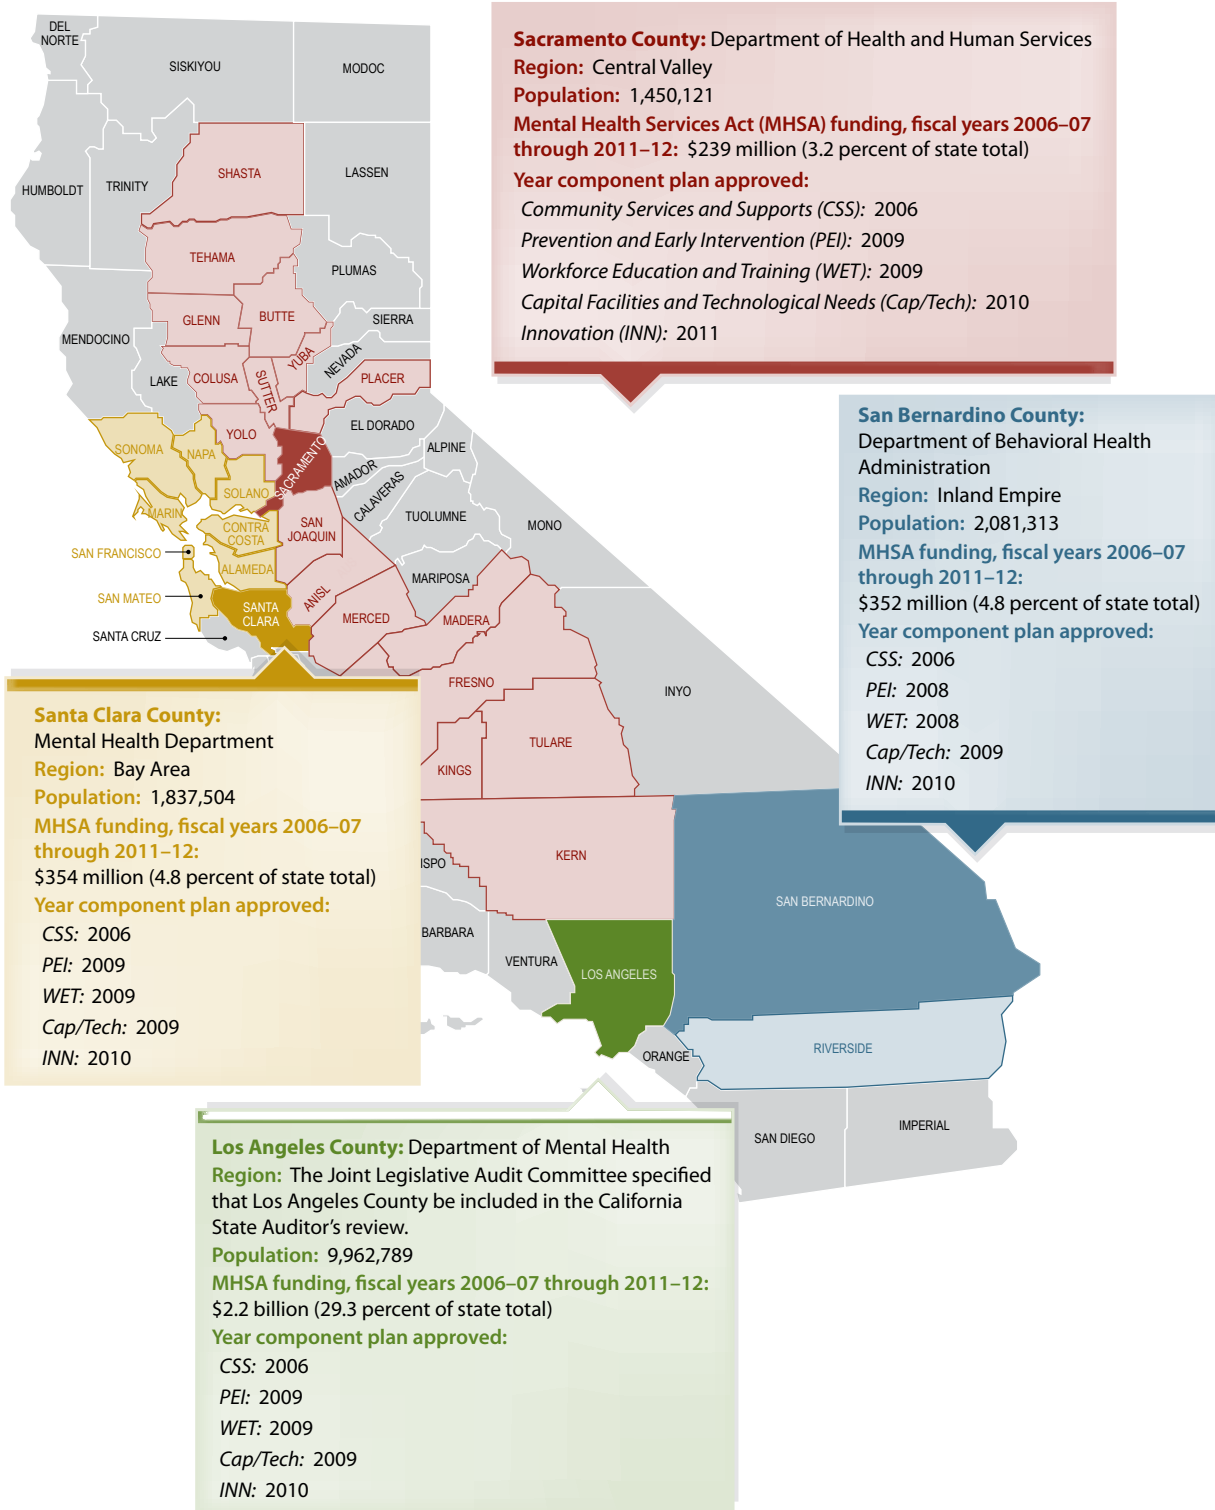 DEL
NORTE
SISKIYOU
MODOC
HUMBOLDT
TRINITY
SHASTA
LASSEN
TEHAMA
PLUMAS
GLENN
BUTTE
SIERRA
MENDOCINO
LAKE
COLUSA
SUTTER
YUBA
NEVADA
PLACER
YOLO
EL DORADO
SONOMA
NAPA
SACRAMENTO
ALPINE
AMADOR
SOLANO
CALAVERAS
MARIN
CONTRA
COSTA
SAN
JOAQUIN
TUOLUMNE
MONO
SAN FRANCISCO
ALAMEDA
SAN MATEO
SANTA
CLARA
ANISL
MERCED
MARIPOSA
MADERA
SANTA CRUZ
FRESNO
INYO
TULARE
KINGS
KERN
ISPO
SAN BERNARDINO
BARBARA
VENTURA
LOS ANGELES
ORANGE
RIVERSIDE
SAN DIEGO
IMPERIAL
Sacramento County: Department of Health and Human Services
Region: Central Valley
Population: 1,450,121
Mental Health Services Act (MHSA) funding, fiscal years 2006–07
through 2011–12: $239 million (3.2 percent of state total)
Year component plan approved:
Community Services and Supports (CSS): 2006
Prevention and Early Intervention (PEI): 2009
Workforce Education and Training (WET): 2009
Capital Facilities and Technological Needs (Cap/Tech): 2010
Innovation (INN): 2011
San Bernardino County:
Department of Behavioral Health
Administration
Region: Inland Empire
Population: 2,081,313
MHSA funding, fiscal years 2006–07
through 2011–12:
$352 million (4.8 percent of state total)
Year component plan approved:
CSS: 2006
PEI: 2008
WET: 2008
Cap/Tech: 2009
INN: 2010
Santa Clara County:
Mental Health Department
Region: Bay Area
Population: 1,837,504
MHSA funding, fiscal years 2006–07
through 2011–12:
$354 million (4.8 percent of state total)
Year component plan approved:
CSS: 2006
PEI: 2009
WET: 2009
Cap/Tech: 2009
INN: 2010
Los Angeles County: Department of Mental Health
Region: The Joint Legislative Audit Committee specified
that Los Angeles County be included in the California
State Auditor's review.
Population: 9,962,789
MHSA funding, fiscal years 2006–07 through 2011–12:
$2.2 billion (29.3 percent of state total)
Year component plan approved:
CSS: 2006
PEI: 2009
WET: 2009
Cap/Tech: 2009
INN: 2010